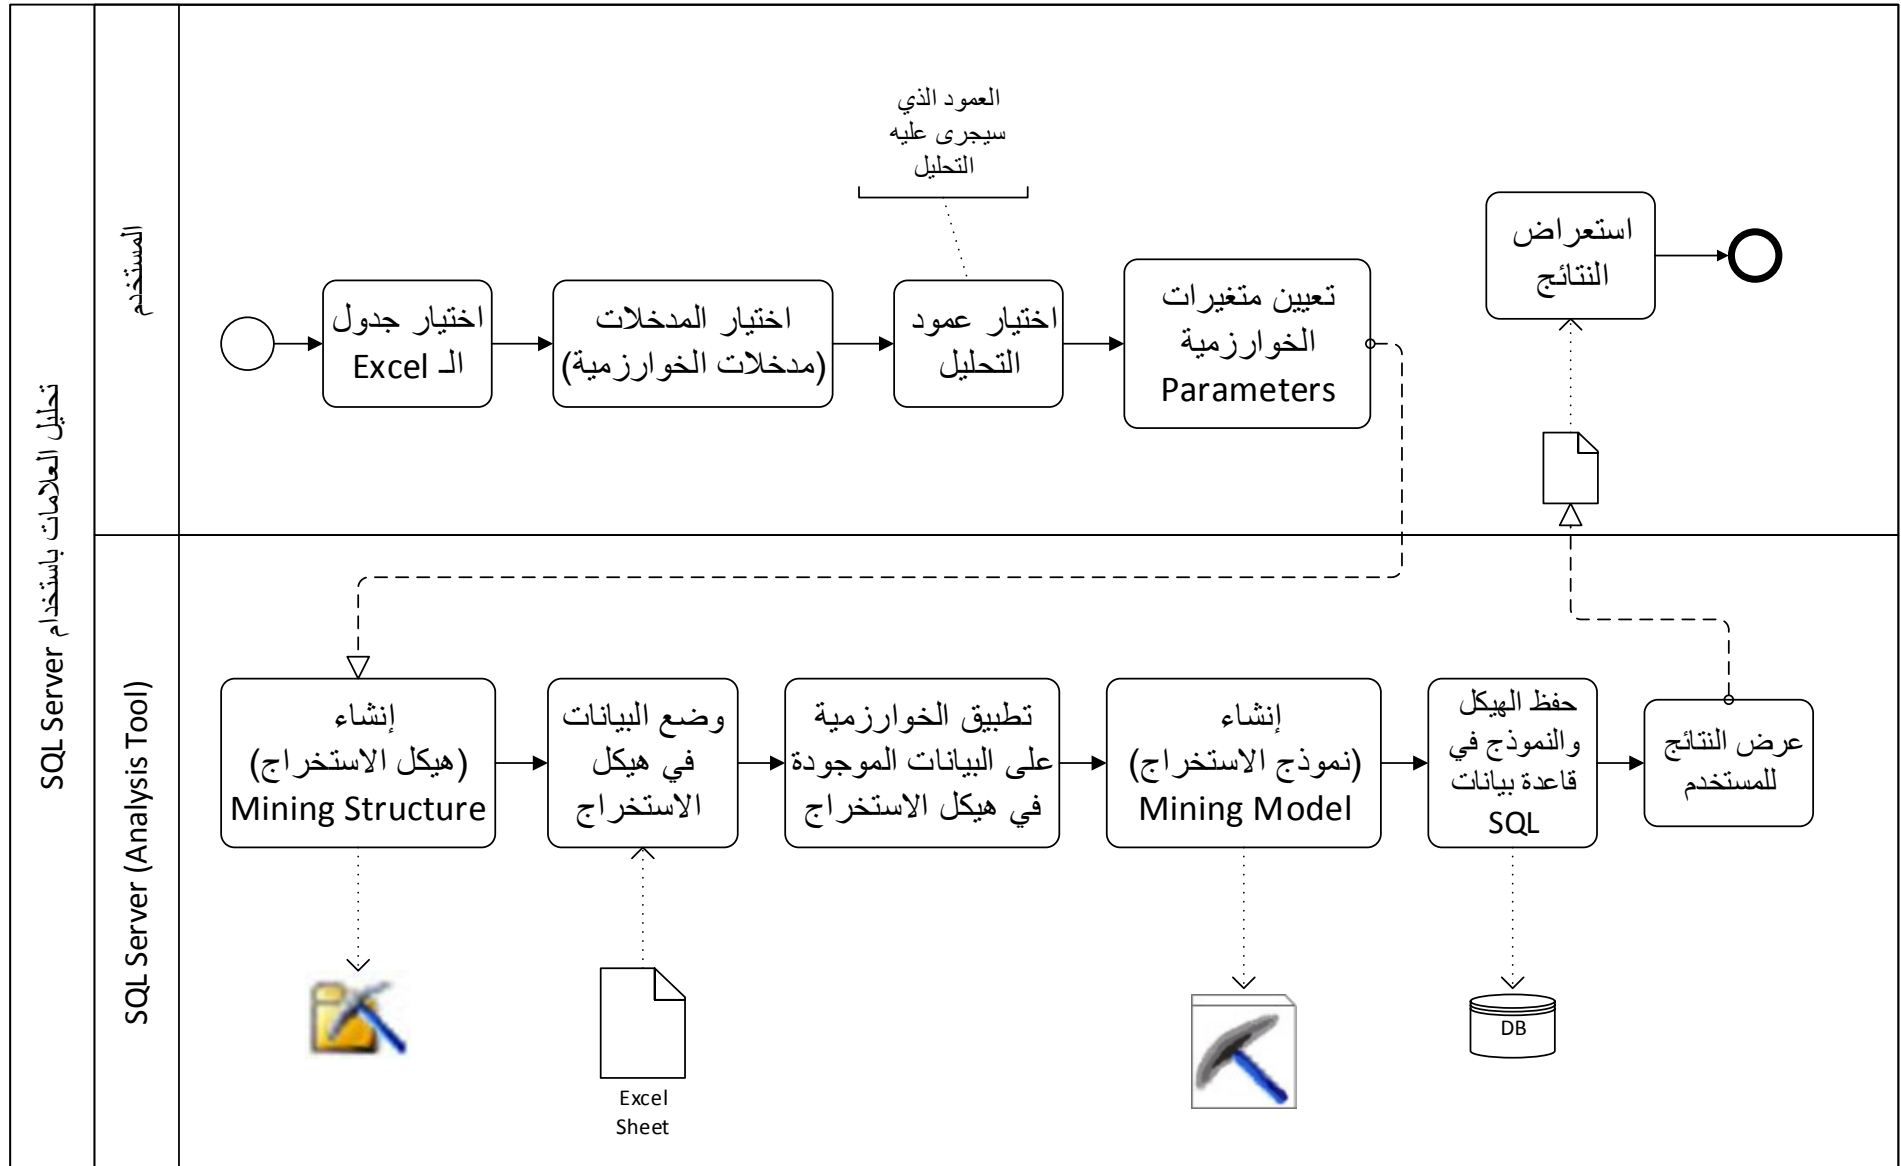 تحليل العلامات باستخدام SQL Server
المستخدم
العمود الذي
سيجرى عليه
التحليل
اختيار جدول
الـ Excel
اختيار المدخلات
(مدخلات الخوارزمية)
اختيار عمود
التحليل
تعيين متغيرات
الخوارزمية
Parameters
استعراض
النتائج
SQL Server (Analysis Tool)
إنشاء
(هيكل الاستخراج)
Mining Structure
وضع البيانات
في هيكل
الاستخراج
تطبيق الخوارزمية
على البيانات الموجودة
في هيكل الاستخراج
إنشاء
(نموذج الاستخراج)
Mining Model
حفظ الهيكل
والنموذج في
قاعدة بيانات
SQL
عرض النتائج
للمستخدم
Excel
Sheet
DB